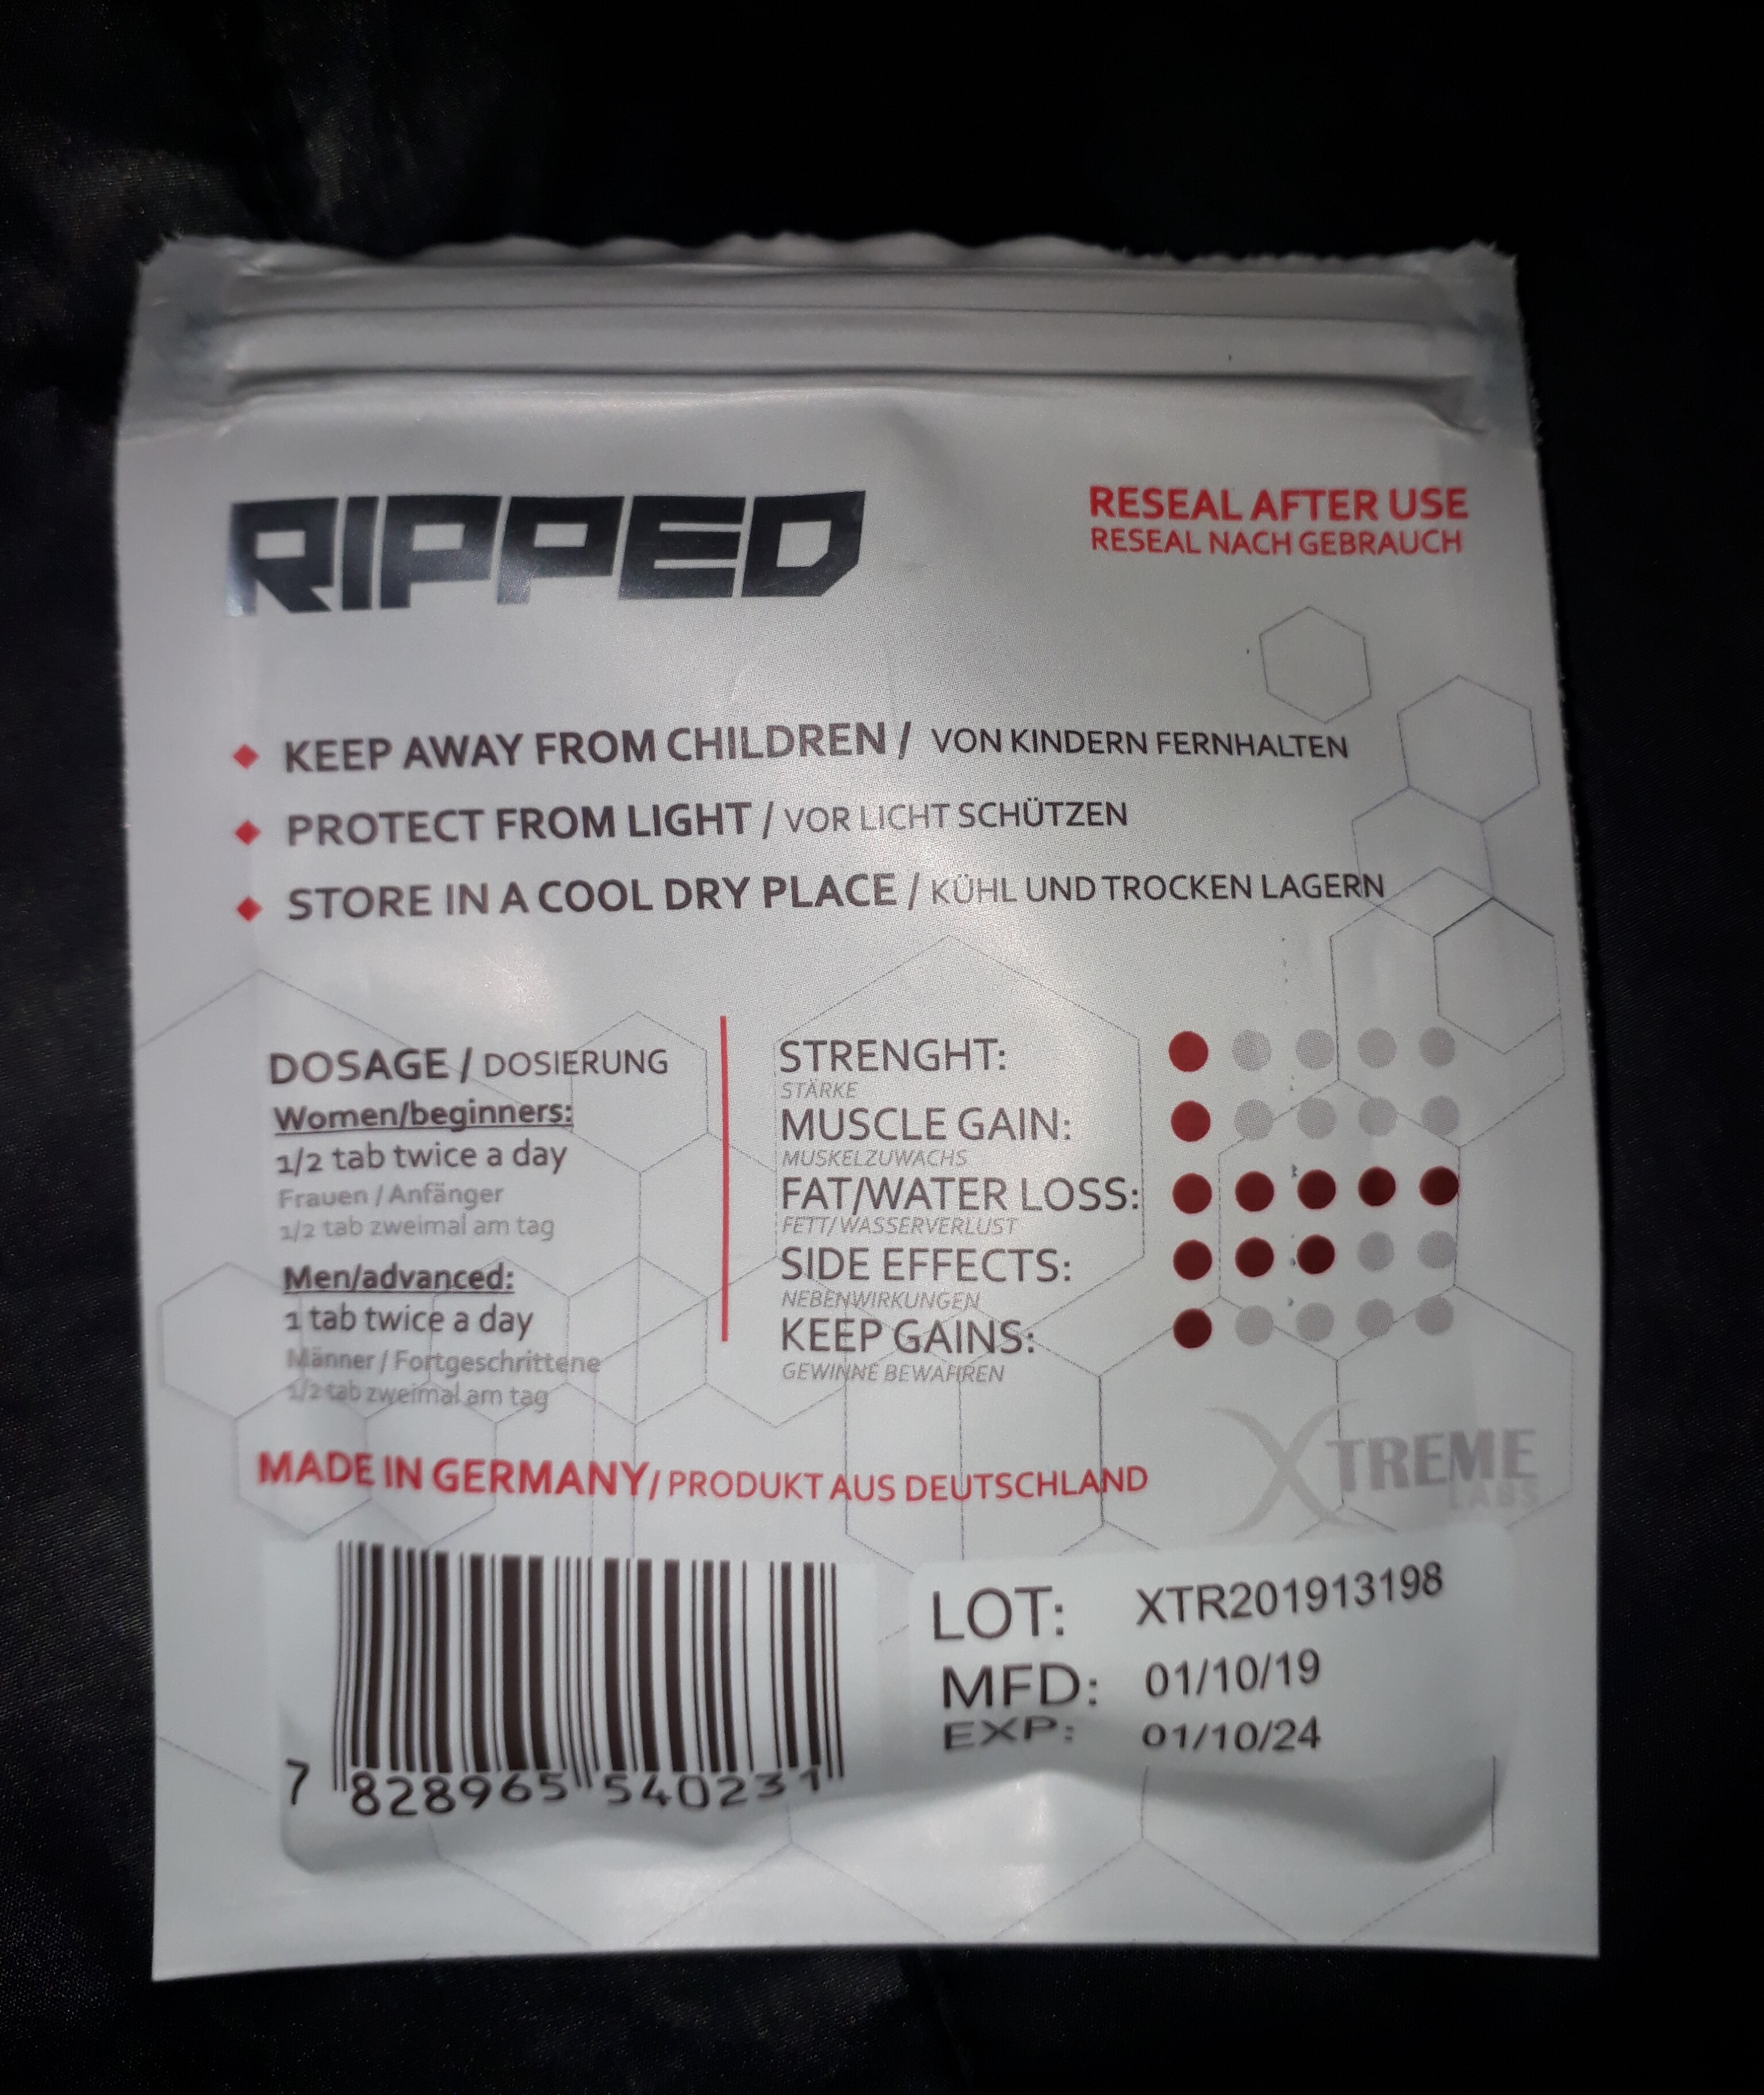 RIPPED
RESEAL AFTER USE
RESEAL NACH GEBRAUCH
KEEP AWAY FROM CHILDREN / VON KINDERN FERNHALTEN
PROTECT FROM LIGHT / VOR LICHT SCHÜTZEN
STORE IN A COOL DRY PLACE / KÜHL UND TROCKEN LAGERN
DOSAGE / DOSIERUNG
Women/beginners:
1/2 tab twice a day
Frauen / Anfänger
1/2 tab zweimal am tag
Men/advanced:
1 tab twice a day
Männer / Fortgeschrittene
1/2 tab zweimal am tag
STRENGHT:
STÄRKE
MUSCLE GAIN:
MUSKELZUWACHS
FAT/WATER LOSS:
FETT/WASSERVERLUST
SIDE EFFECTS:
NEBENWIRKUNGEN
KEEP GAINS:
GEWINNE BEWAHREN
MADE IN GERMANY/ PRODUKT AUS DEUTSCHLAND
XTREME
LABS
7 828965 540231
LOT: XTR201913198
MFD: 01/10/19
EXP: 01/10/24